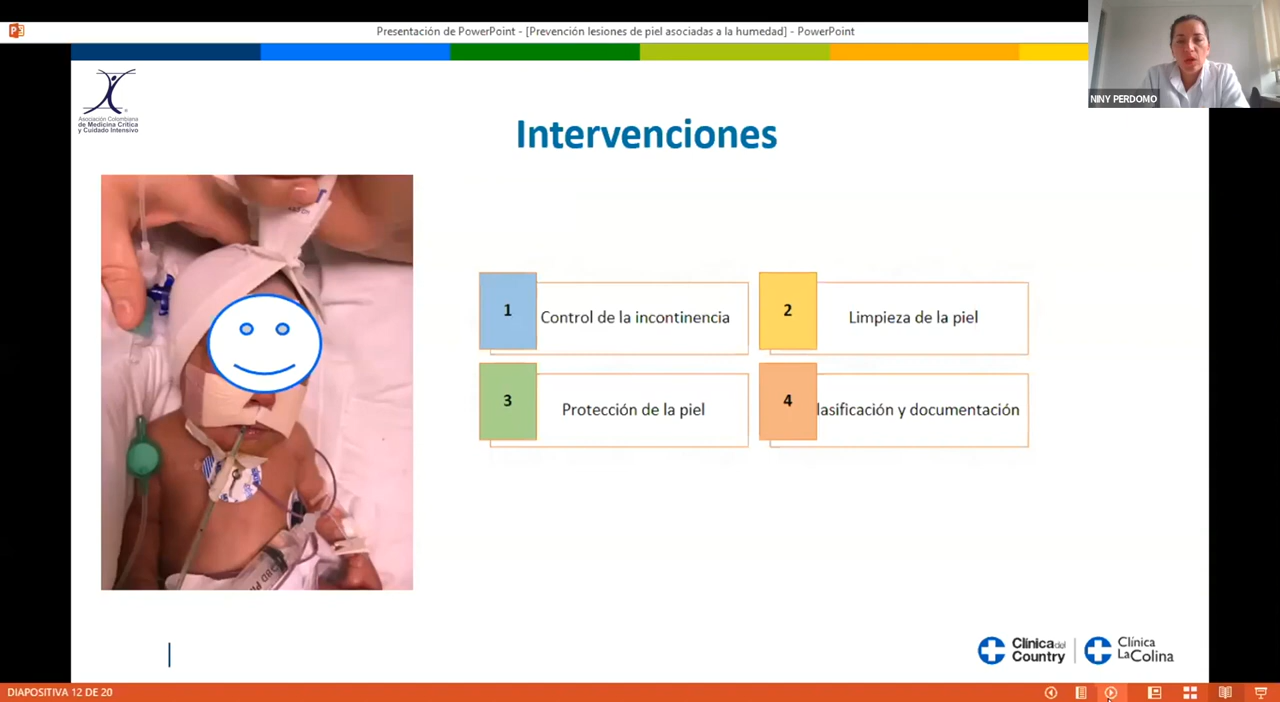 Presentación de PowerPoint - [Prevención lesiones de piel asociadas a la humedad] - PowerPoint
NINY PERDOMO
Asociación Colombiana
de Medicina Crítica
y Cuidado Intensivo
Intervenciones
1
Control de la incontinencia
2
Limpieza de la piel
3
Protección de la piel
4
lasificación y documentación
Clínica del
Country
Clínica
La Colina
DIAPOSITIVA 12 DE 20